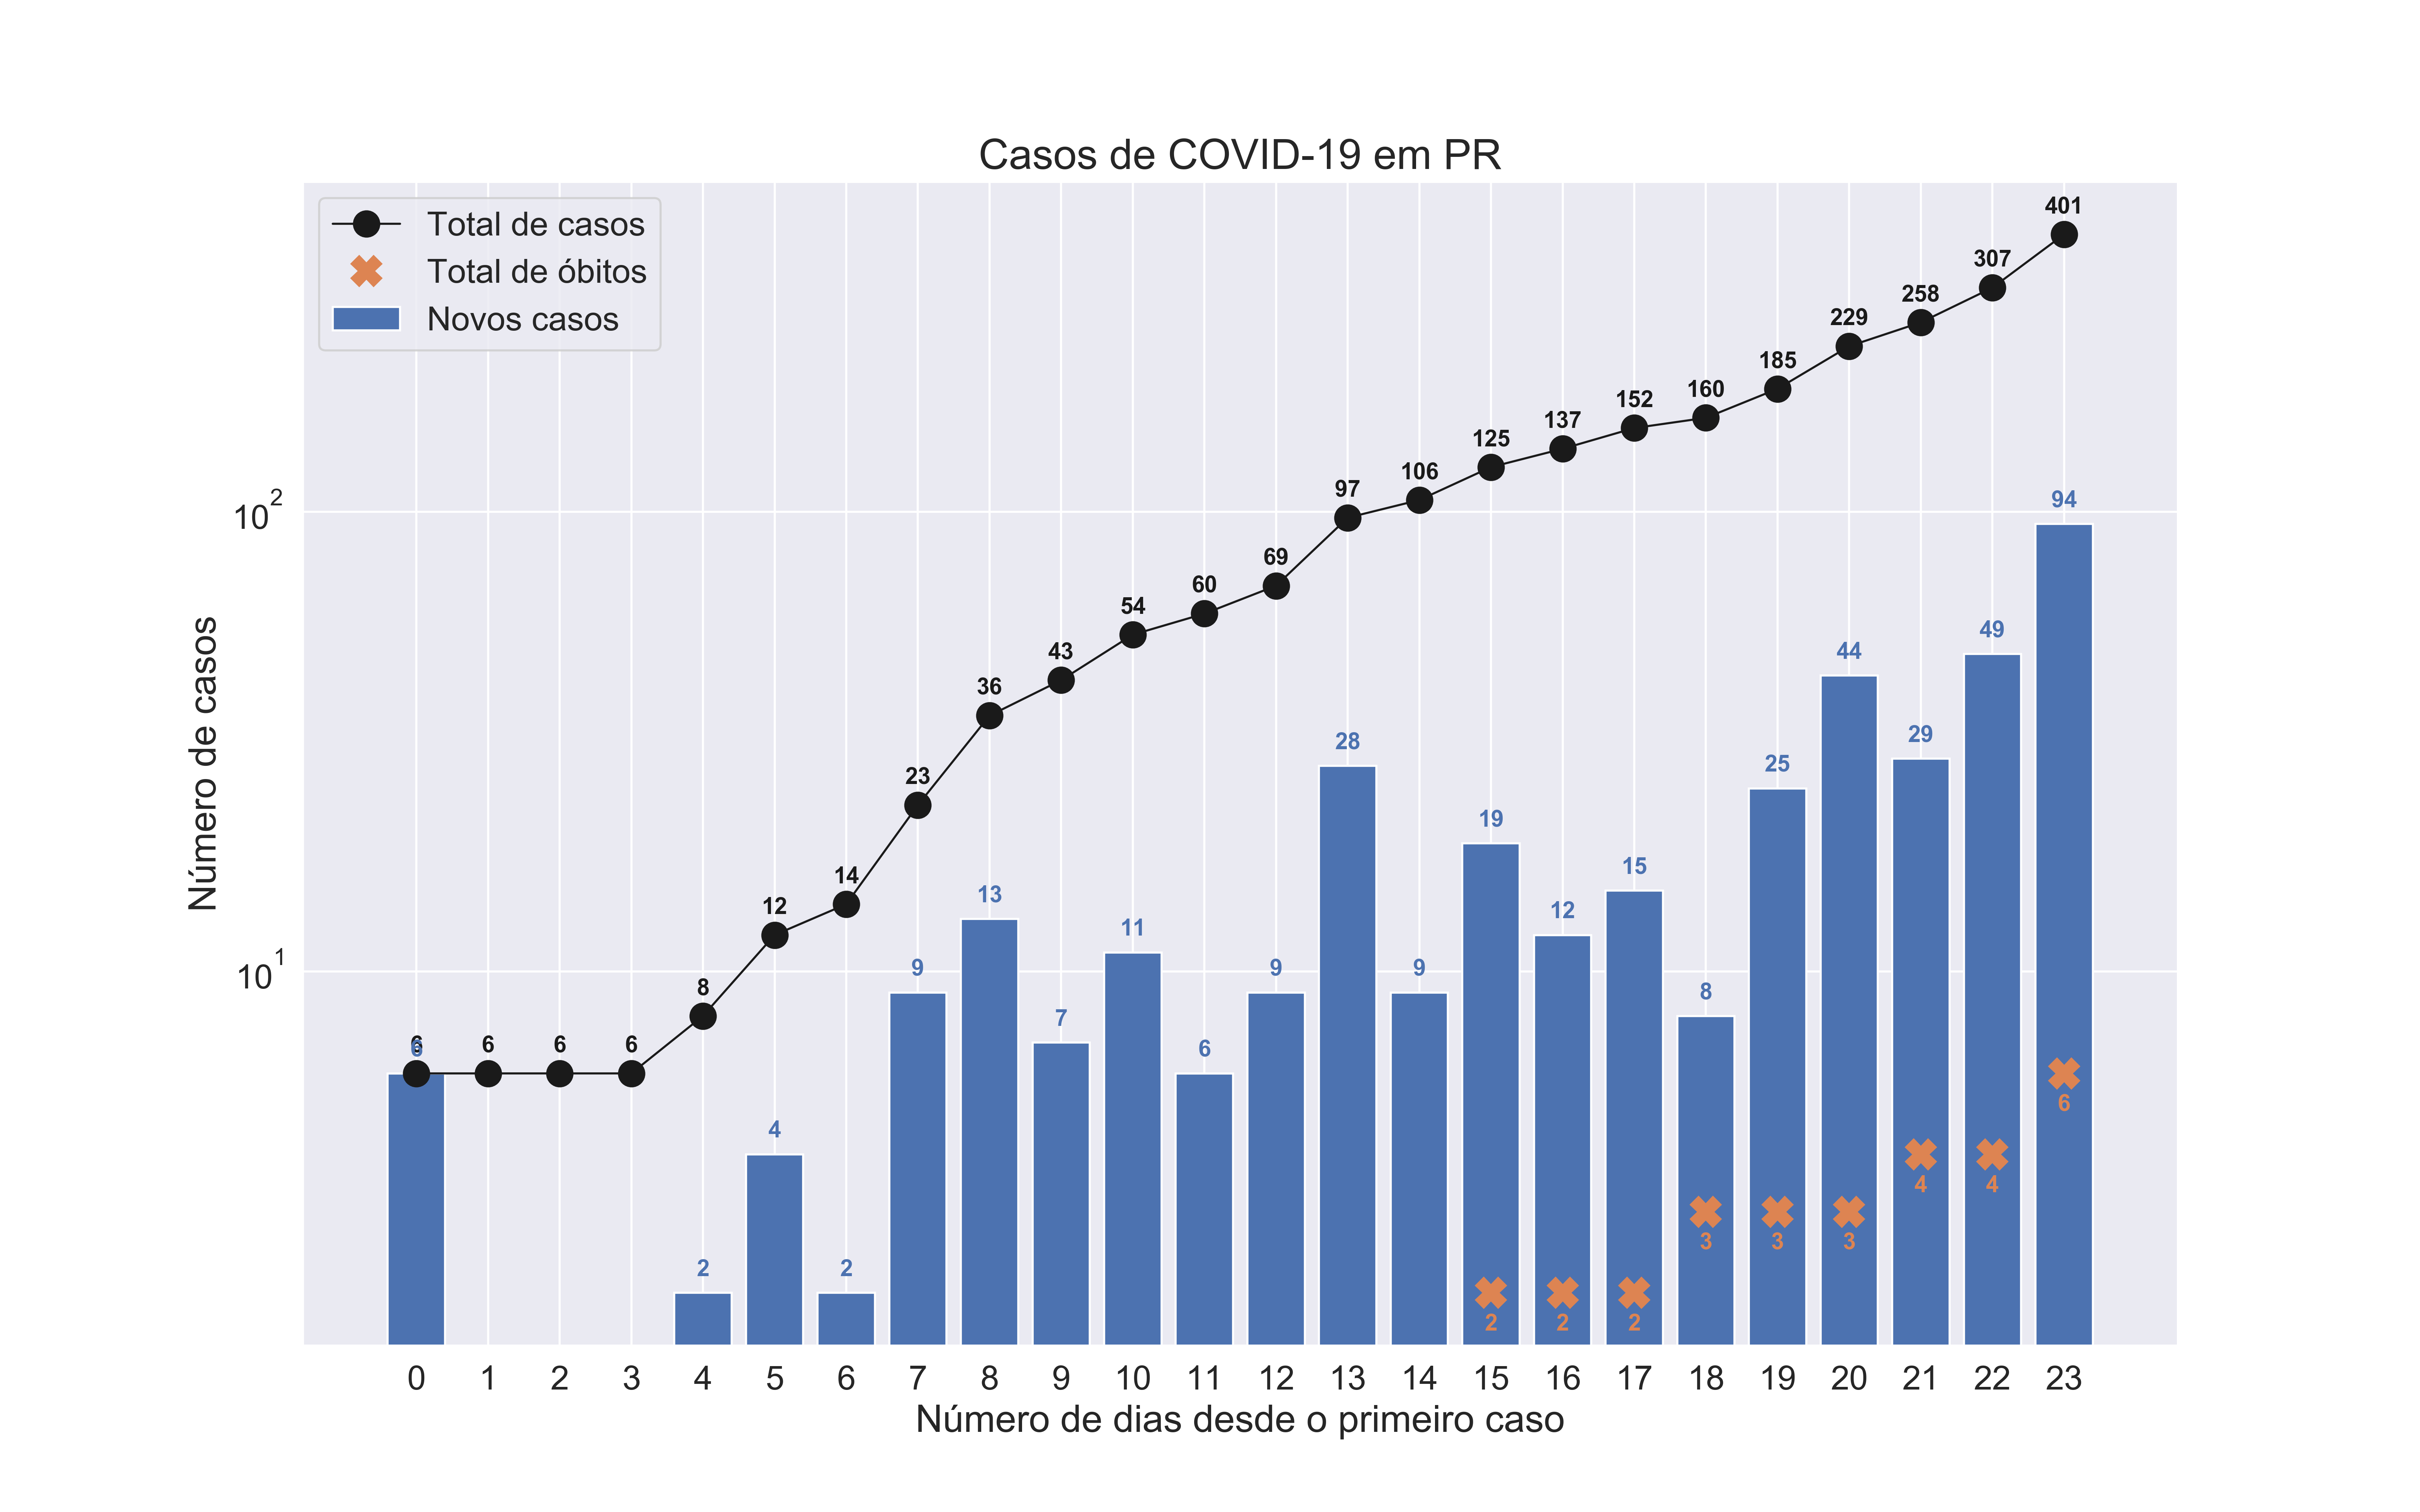 Casos de COVID-19 em PR
Total de casos
Total de óbitos
Novos casos
Número de casos
10²
10¹
6 6 6 6 8 12 14 23 36 43 54 60 69 97 106 125 137 152 160 185 229 258 307 401
6 2 4 2 9 13 7 11 6 9 28 9 19 12 15 8 25 44 29 49 94
2 2 2 3 3 3 4 4 6
0 1 2 3 4 5 6 7 8 9 10 11 12 13 14 15 16 17 18 19 20 21 22 23
Número de dias desde o primeiro caso